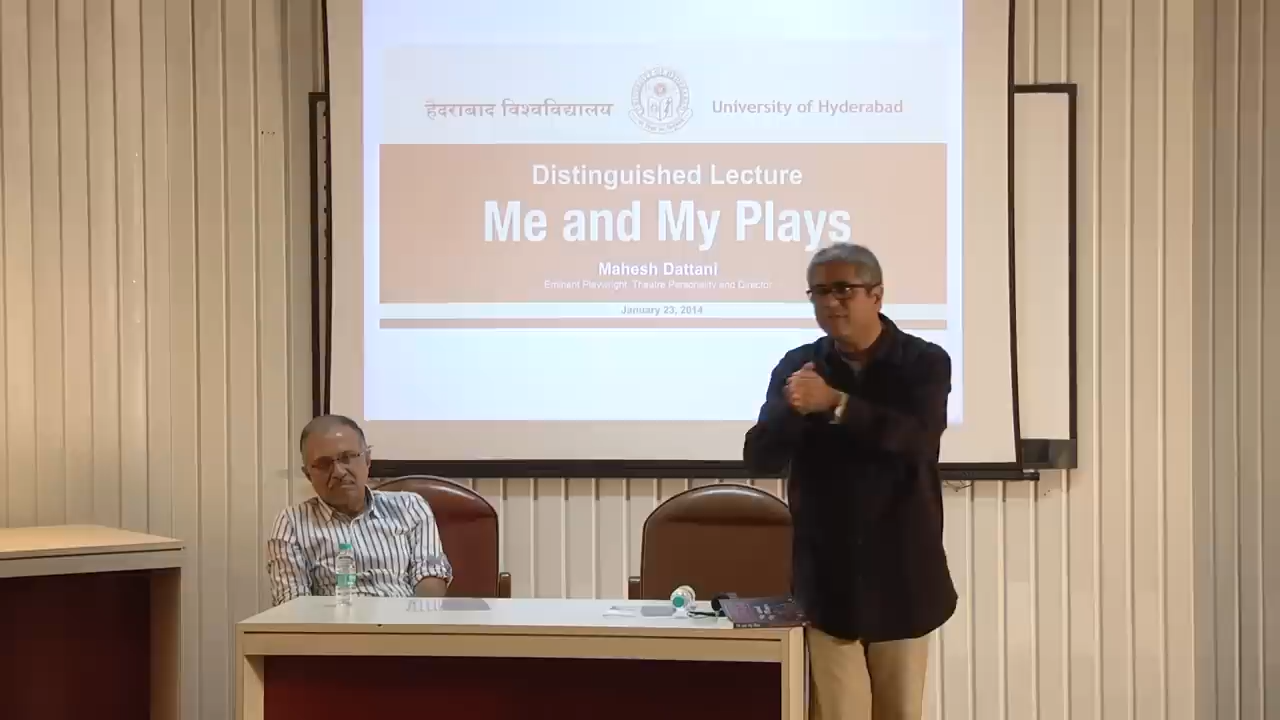 हैदराबाद विश्वविद्यालय University of Hyderabad
Distinguished Lecture
Me and My Plays
Mahesh Dattani
Eminent Playwright, Theatre Personality and Director
January 23, 2014